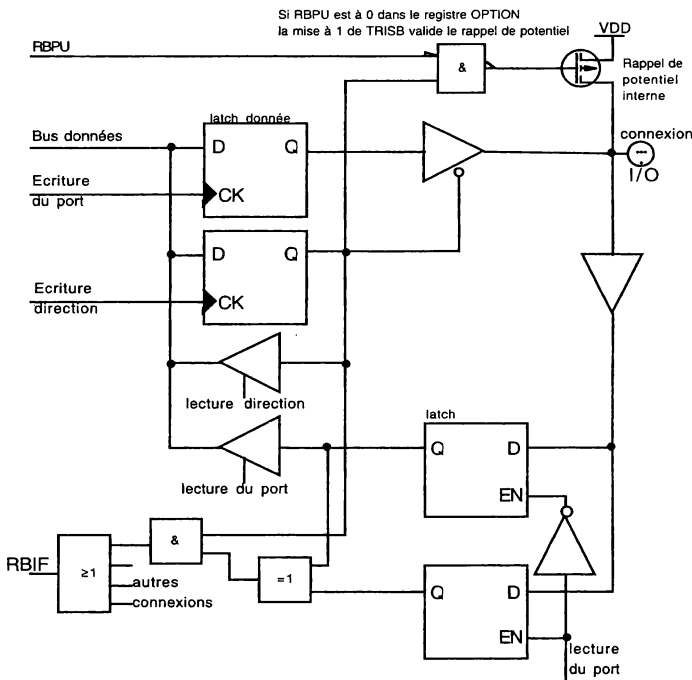 Si RBPU est à 0 dans le registre OPTION
la mise à 1 de TRISB valide le rappel de potentiel
VDD
RBPU
&
Rappel de
potentiel
interne
latch donnée
connexion
Bus données
D
Q
I/O
Ecriture
du port
CK
D
Q
Ecriture
direction
CK
lecture direction
latch
Q
D
lecture du port
EN
&
RBIF
≥1
=1
autres
connexions
Q
D
EN
lecture
du port